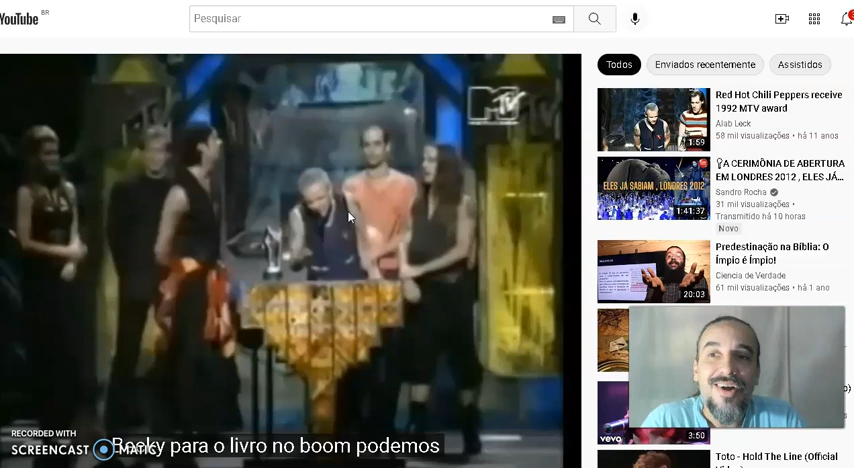 YouTube BR
Pesquisar
MTV
Todos
Enviados recentemente
Assistidos
Red Hot Chili Peppers receive
1992 MTV award
Alab Leck
58 mil visualizações • há 11 anos
1:59
A CERIMÔNIA DE ABERTURA
EM LONDRES 2012 , ELES JÁ...
ELES JÁ SABIAM , LONDRES 2012
Sandro Rocha
31 mil visualizações •
Transmitido há 10 horas
1:41:37
Novo
Predestinação na Bíblia: O
Ímpio é Ímpio!
Ciencia de Verdade
61 mil visualizações • há 1 ano
20:03
vevo
3:50
Toto - Hold The Line (Official
RECORDED WITH
SCREENCAST MATIC
Becky para o livro no boom podemos